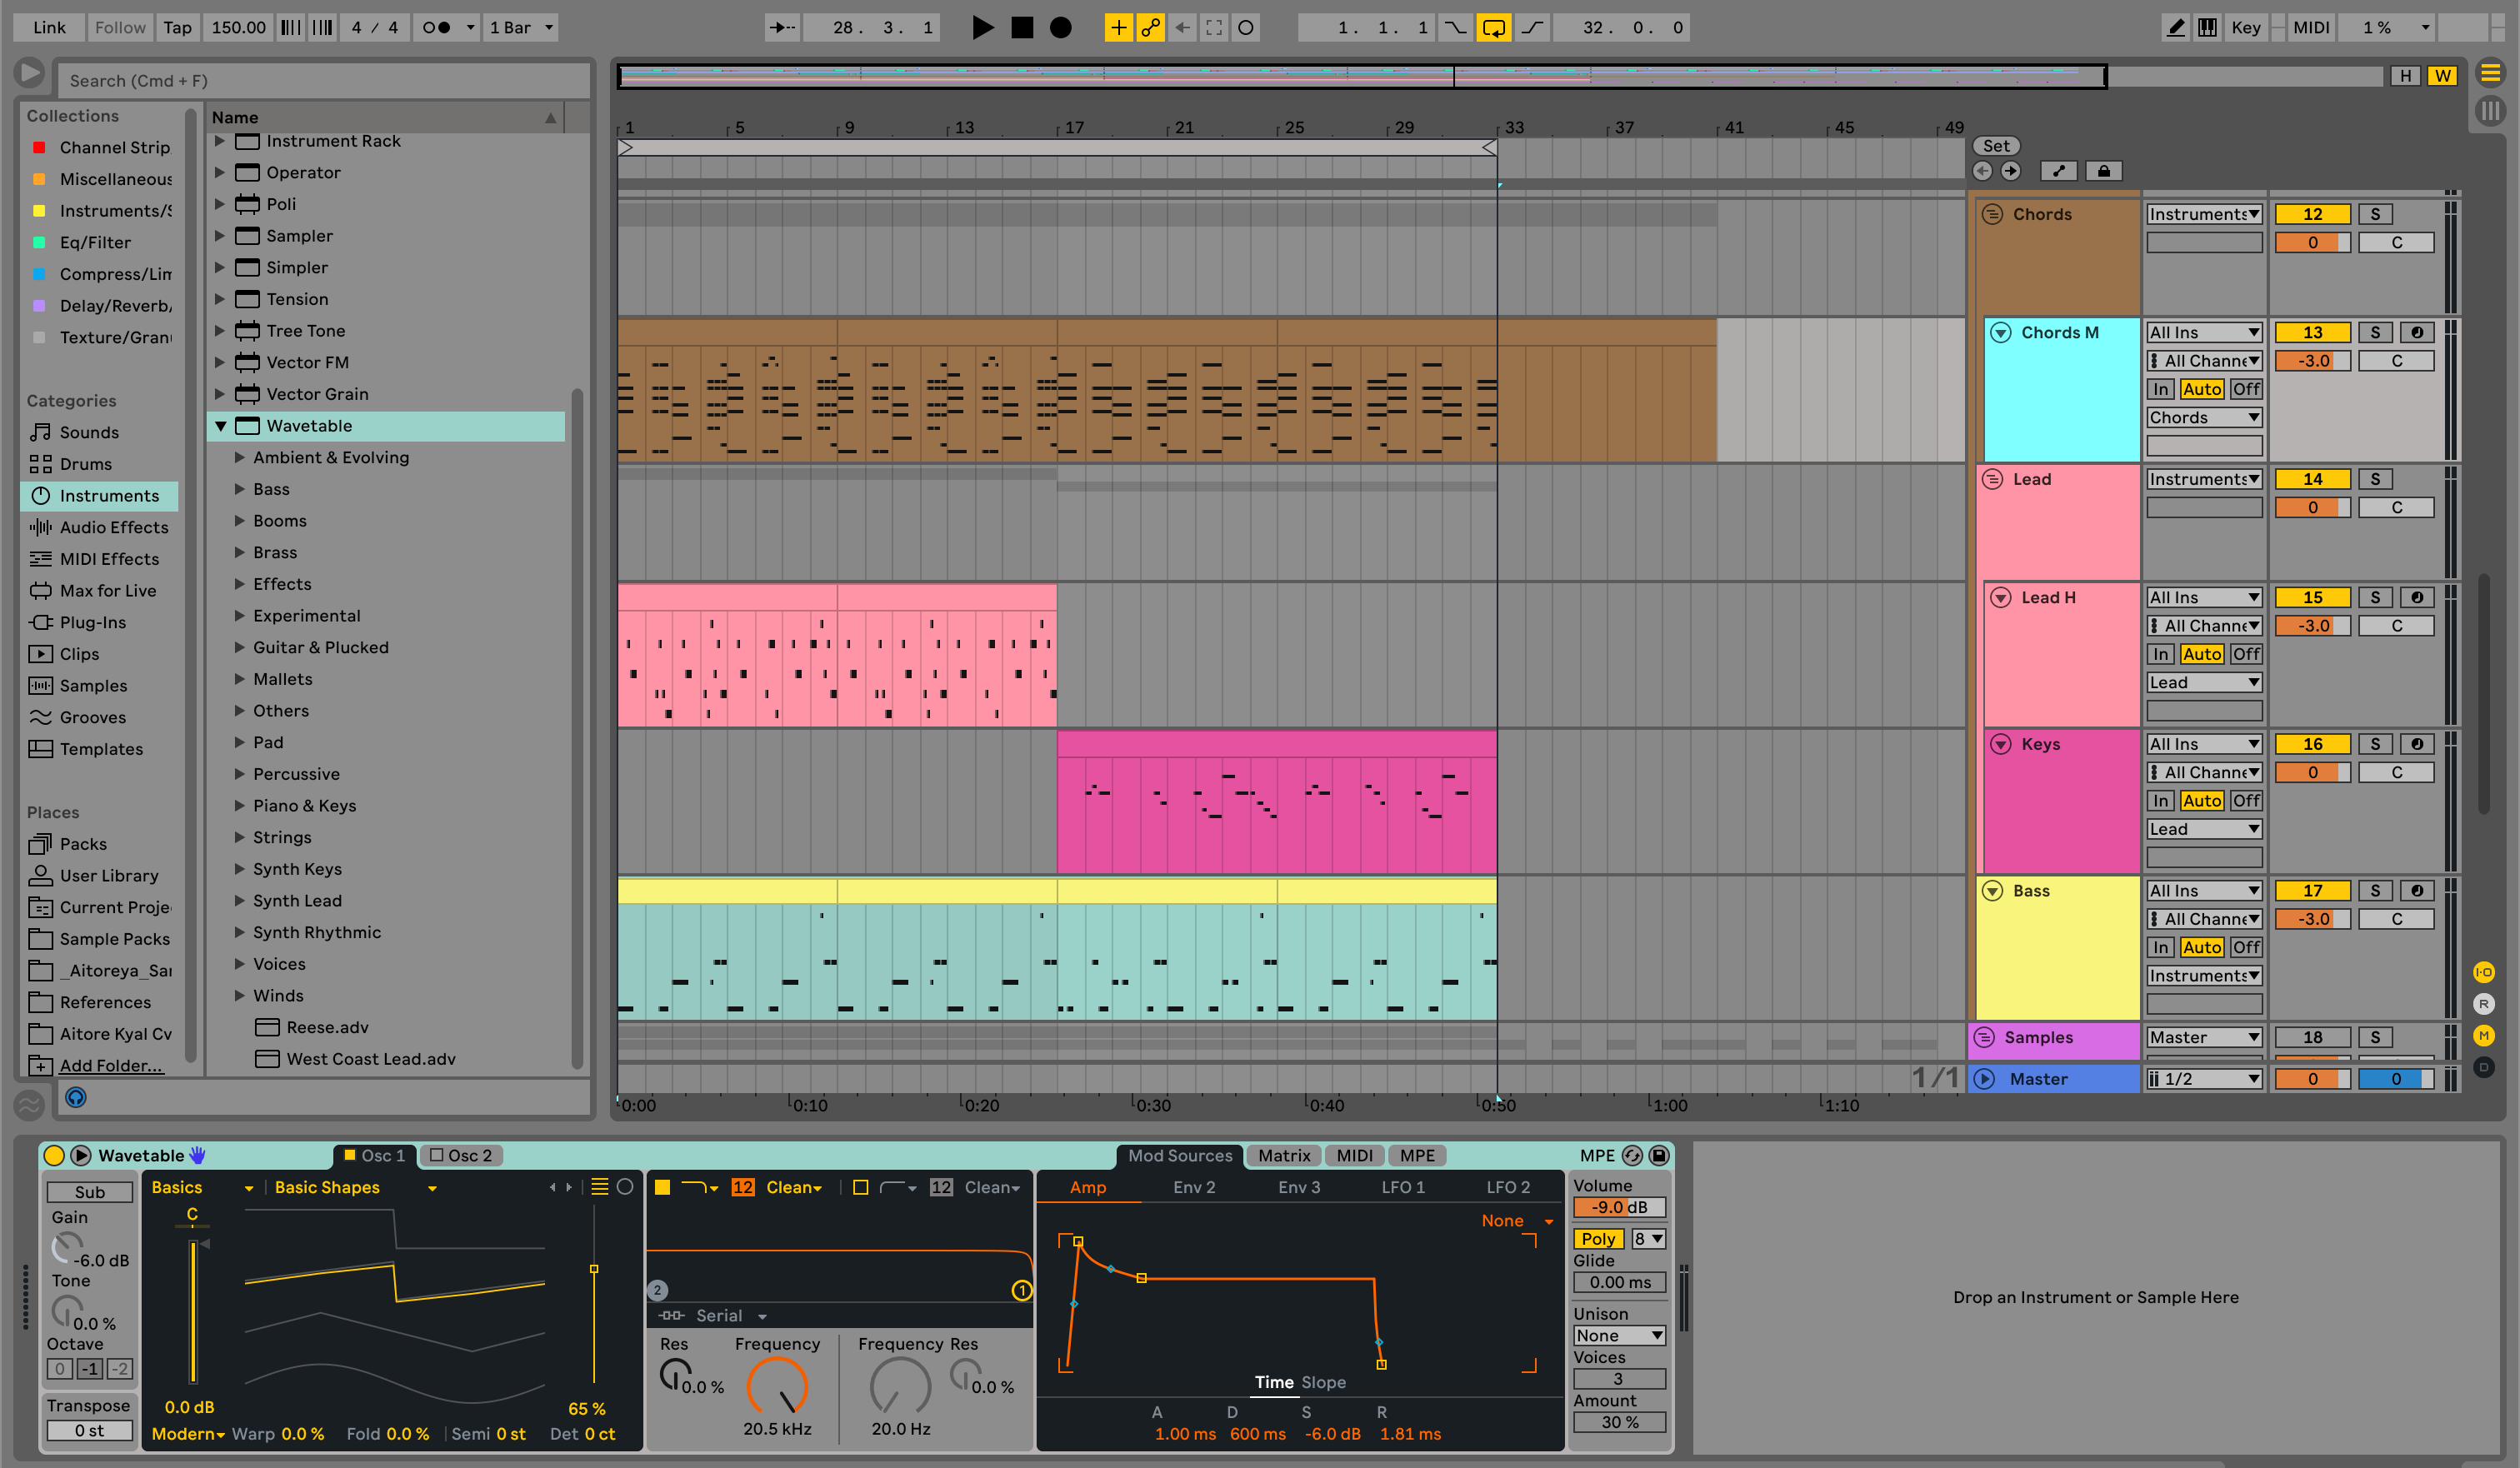 Link Follow Tap 150.00 4 / 4 1 Bar 28. 3. 1 1. 1. 1 32. 0. 0 Key MIDI 1 %
Search (Cmd + F)
H W
Collections
Channel Strip
Miscellaneous
Instruments/S
Eq/Filter
Compress/Lim
Delay/Reverb/
Texture/Granu
Categories
Sounds
Drums
Instruments
Audio Effects
MIDI Effects
Max for Live
Plug-Ins
Clips
Samples
Grooves
Templates
Places
Packs
User Library
Current Proje
Sample Packs
_Aitoreya_Sar
References
Aitore Kyal Cv
Add Folder...
Name
Instrument Rack
Operator
Poli
Sampler
Simpler
Tension
Tree Tone
Vector FM
Vector Grain
Wavetable
Ambient & Evolving
Bass
Booms
Brass
Effects
Experimental
Guitar & Plucked
Mallets
Others
Pad
Percussive
Piano & Keys
Strings
Synth Keys
Synth Lead
Synth Rhythmic
Voices
Winds
Reese.adv
West Coast Lead.adv
1 5 9 13 17 21 25 29 33 37 41 45 49
Set
Chords Instruments 12 S
0 C
Chords M All Ins 13 S
All Channe -3.0 C
In Auto Off
Chords
Lead Instruments 14 S
0 C
Lead H All Ins 15 S
All Channe -3.0 C
In Auto Off
Lead
Keys All Ins 16 S
All Channe 0 C
In Auto Off
Lead
Bass All Ins 17 S
All Channe -3.0 C
In Auto Off
Instruments
Samples Master 18 S
1/1 Master 1/2 0 0
I·O
R
M
D
0:00 0:10 0:20 0:30 0:40 0:50 1:00 1:10
Wavetable Osc 1 Osc 2 Mod Sources Matrix MIDI MPE MPE
Sub
Gain
-6.0 dB
Tone
0.0 %
Octave
0 -1 -2
Transpose
0 st
Basics Basic Shapes
C
0.0 dB 65 %
Modern Warp 0.0 % Fold 0.0 % Semi 0 st Det 0 ct
12 Clean 12 Clean
2 1
Serial
Res Frequency Frequency Res
0.0 % 0.0 %
20.5 kHz 20.0 Hz
Amp Env 2 Env 3 LFO 1 LFO 2
None
Time Slope
A D S R
1.00 ms 600 ms -6.0 dB 1.81 ms
Volume
-9.0 dB
Poly 8
Glide
0.00 ms
Unison
None
Voices
3
Amount
30 %
Drop an Instrument or Sample Here